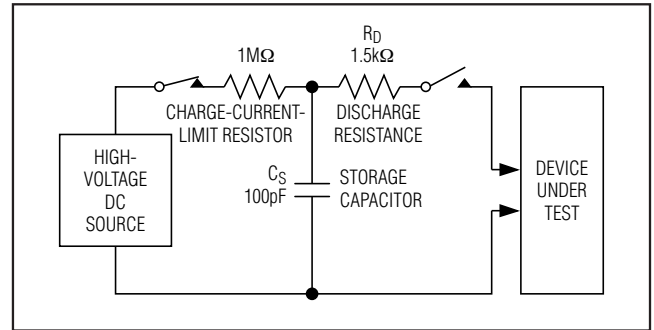 1MΩ
R_D
1.5kΩ
CHARGE-CURRENT-
LIMIT RESISTOR
DISCHARGE
RESISTANCE
HIGH-
VOLTAGE
DC
SOURCE
C_S
100pF
STORAGE
CAPACITOR
DEVICE
UNDER
TEST